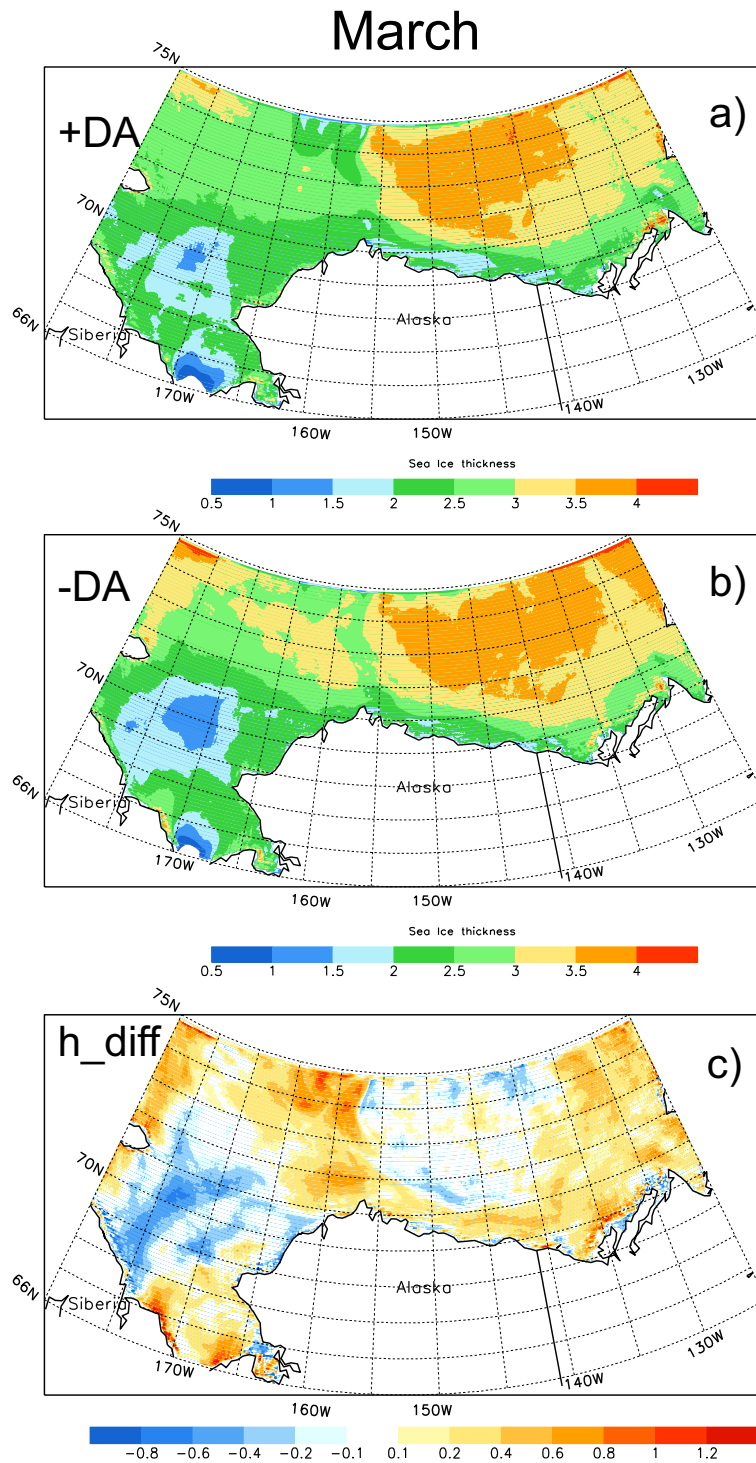 March
75N
+DA
a)
70N
66N
Siberia
Alaska
170W
160W
150W
140W
130W
Sea Ice thickness
0.5 1 1.5 2 2.5 3 3.5 4
75N
-DA
b)
70N
66N
Siberia
Alaska
170W
160W
150W
140W
130W
Sea Ice thickness
0.5 1 1.5 2 2.5 3 3.5 4
75N
h_diff
c)
70N
66N
Siberia
Alaska
170W
160W
150W
140W
130W
−0.8 −0.6 −0.4 −0.2 −0.1 0.1 0.2 0.4 0.6 0.8 1 1.2